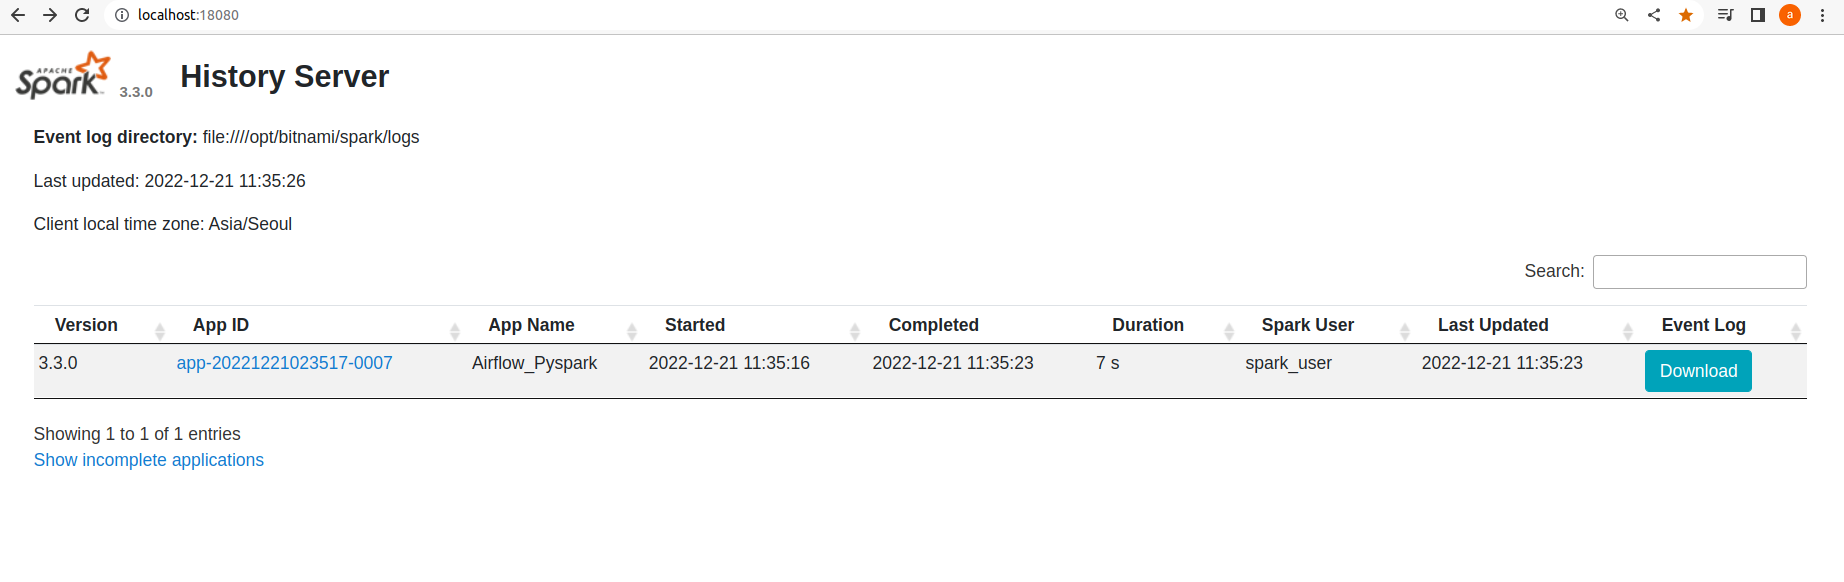 localhost:18080
a
APACHE
Spark 3.3.0 History Server
Event log directory: file:////opt/bitnami/spark/logs
Last updated: 2022-12-21 11:35:26
Client local time zone: Asia/Seoul
Search:
Version App ID App Name Started Completed Duration Spark User Last Updated Event Log
3.3.0 app-20221221023517-0007 Airflow_Pyspark 2022-12-21 11:35:16 2022-12-21 11:35:23 7 s spark_user 2022-12-21 11:35:23 Download
Showing 1 to 1 of 1 entries
Show incomplete applications